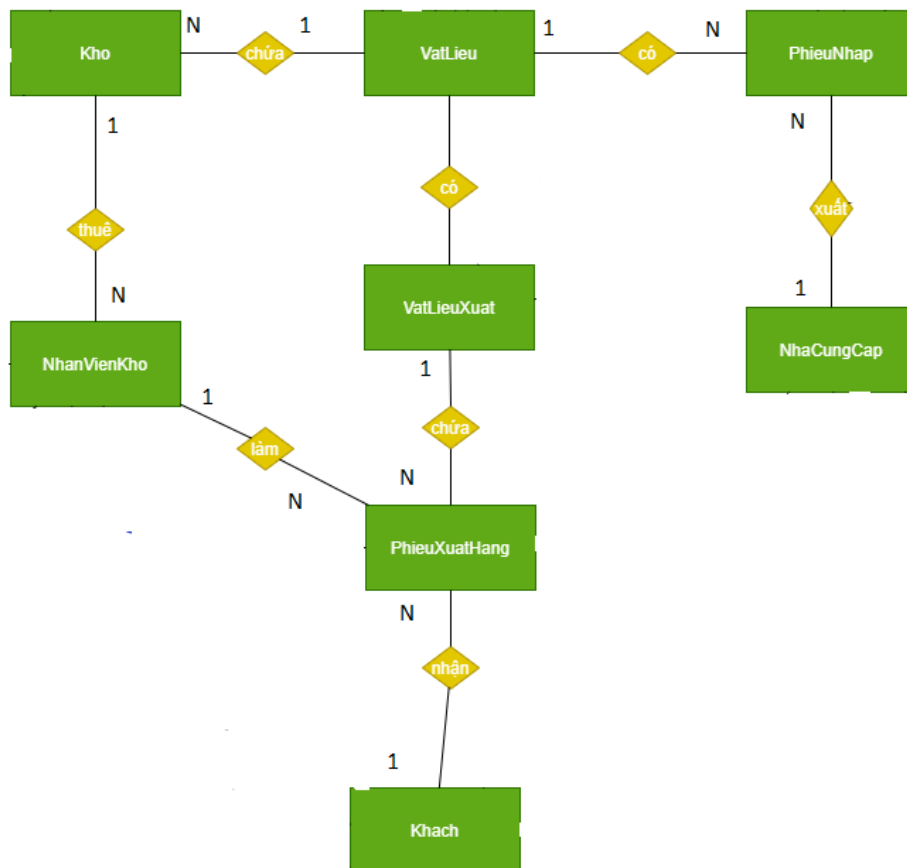 N
1
1
N
Kho
chứa
VatLieu
có
PhieuNhap
1
N
có
xuất
thuê
1
N
VatLieuXuat
NhanVienKho
NhaCungCap
1
1
chứa
làm
N
N
PhieuXuatHang
N
nhận
1
Khach